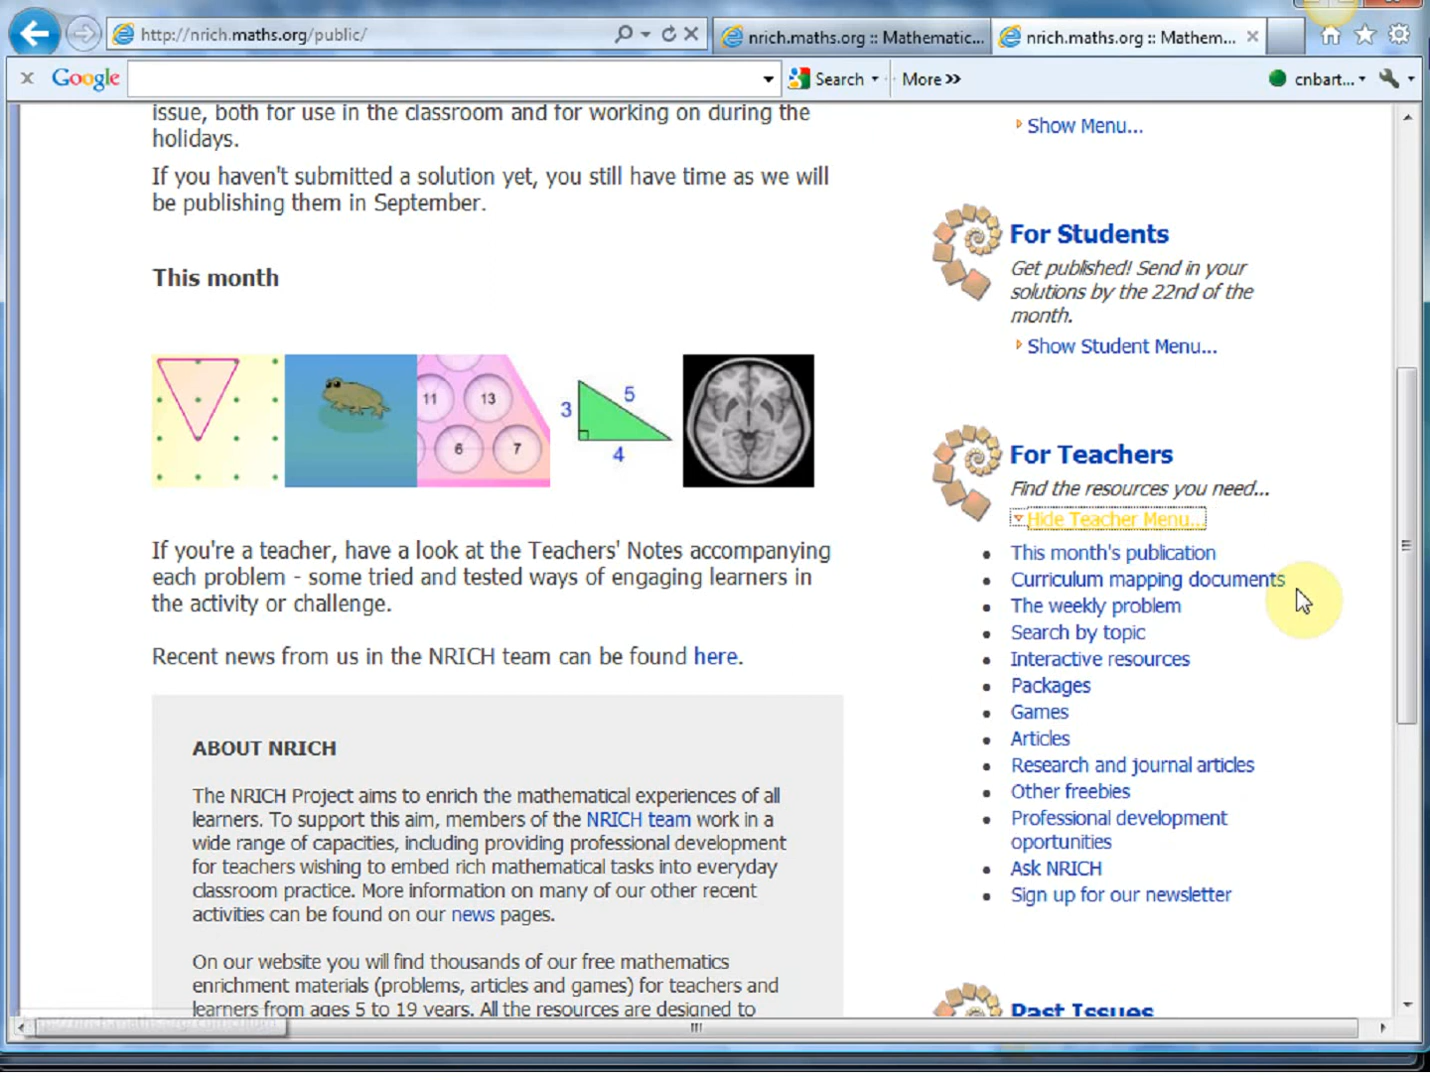 http://nrich.maths.org/public/
nrich.maths.org :: Mathematic...
nrich.maths.org :: Mathem...
Google
Search
More »
cnbart...
issue, both for use in the classroom and for working on during the
holidays.
If you haven't submitted a solution yet, you still have time as we will
be publishing them in September.
This month
11
13
6
7
3
5
4
If you're a teacher, have a look at the Teachers' Notes accompanying
each problem - some tried and tested ways of engaging learners in
the activity or challenge.
Recent news from us in the NRICH team can be found here.
ABOUT NRICH
The NRICH Project aims to enrich the mathematical experiences of all
learners. To support this aim, members of the NRICH team work in a
wide range of capacities, including providing professional development
for teachers wishing to embed rich mathematical tasks into everyday
classroom practice. More information on many of our other recent
activities can be found on our news pages.
On our website you will find thousands of our free mathematics
enrichment materials (problems, articles and games) for teachers and
learners from ages 5 to 19 years. All the resources are designed to
Show Menu...
For Students
Get published! Send in your
solutions by the 22nd of the
month.
Show Student Menu...
For Teachers
Find the resources you need...
Hide Teacher Menu...
This month's publication
Curriculum mapping documents
The weekly problem
Search by topic
Interactive resources
Packages
Games
Articles
Research and journal articles
Other freebies
Professional development
oportunities
Ask NRICH
Sign up for our newsletter
Past Issues